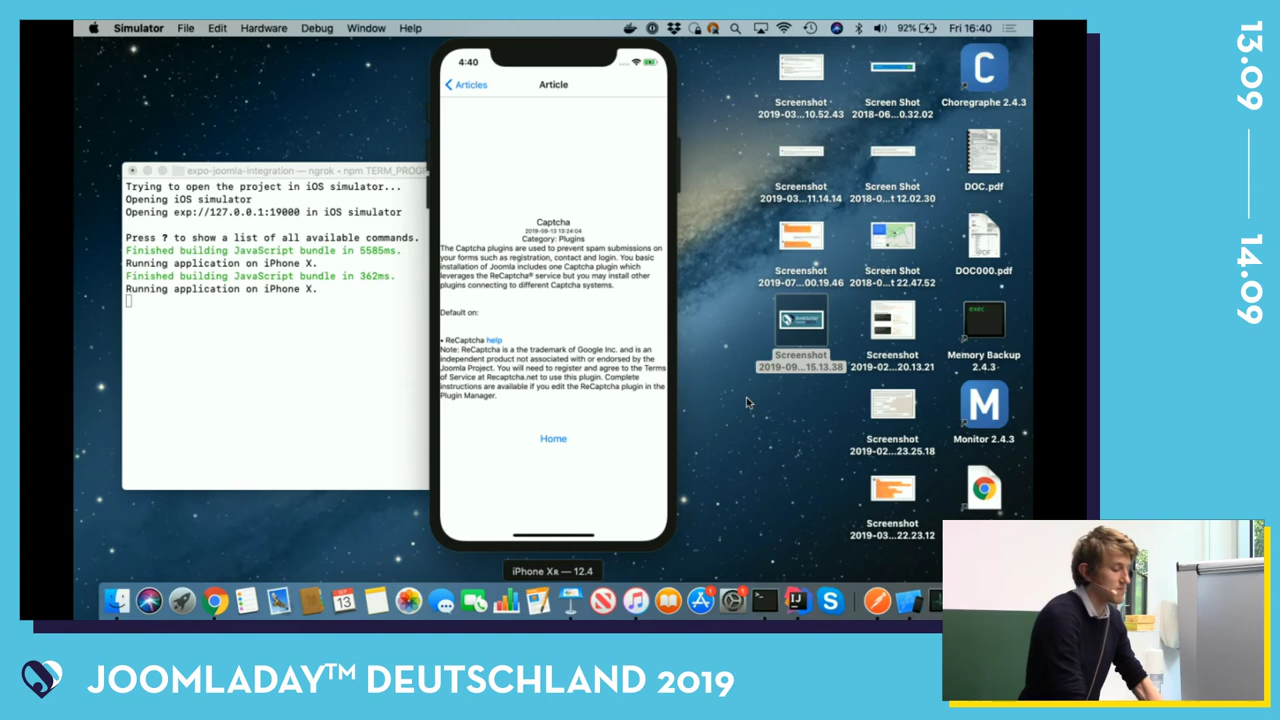 Simulator File Edit Hardware Debug Window Help
92% Fri 16:40
expo-joomla-integration — ngrok • npm TERM_PROGR
Trying to open the project in iOS simulator...
Opening iOS simulator
Opening exp://127.0.0.1:19000 in iOS simulator
Press ? to show a list of all available commands.
Finished building JavaScript bundle in 5585ms.
Running application on iPhone X.
Finished building JavaScript bundle in 362ms.
Running application on iPhone X.
4:40
Articles
Article
Captcha
2019-09-13 13:24:04
Category: Plugins
The Captcha plugins are used to prevent spam submissions on
your forms such as registration, contact and login. You basic
installation of Joomla includes one Captcha plugin which
leverages the ReCaptcha® service but you may install other
plugins connecting to different Captcha systems.
Default on:
• ReCaptcha help
Note: ReCaptcha is a the trademark of Google Inc. and is an
independent product not associated with or endorsed by the
Joomla Project. You will need to register and agree to the Terms
of Service at Recaptcha.net to use this plugin. Complete
instructions are available if you edit the ReCaptcha plugin in the
Plugin Manager.
Home
iPhone Xʀ — 12.4
Screenshot
2019-03...10.52.43
Screen Shot
2018-06...0.32.02
Choregraphe 2.4.3
Screenshot
2019-03...11.14.14
Screen Shot
2018-0...t 12.02.30
DOC.pdf
Screenshot
2019-07...00.19.46
Screen Shot
2018-0...t 22.47.52
DOC000.pdf
Screenshot
2019-09...15.13.38
Screenshot
2019-02...20.13.21
Memory Backup
2.4.3
Screenshot
2019-02...23.25.18
Monitor 2.4.3
Screenshot
2019-03...22.23.12
13.09 — 14.09
JOOMLADAY™ DEUTSCHLAND 2019